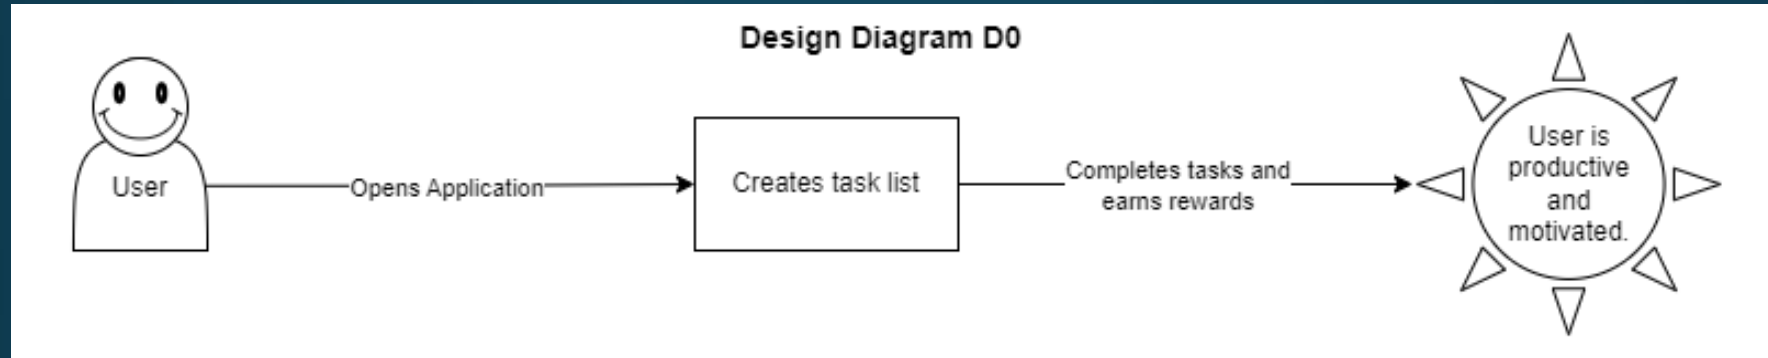 Design Diagram D0
User
Opens Application
Creates task list
Completes tasks and
earns rewards
User is
productive
and
motivated.